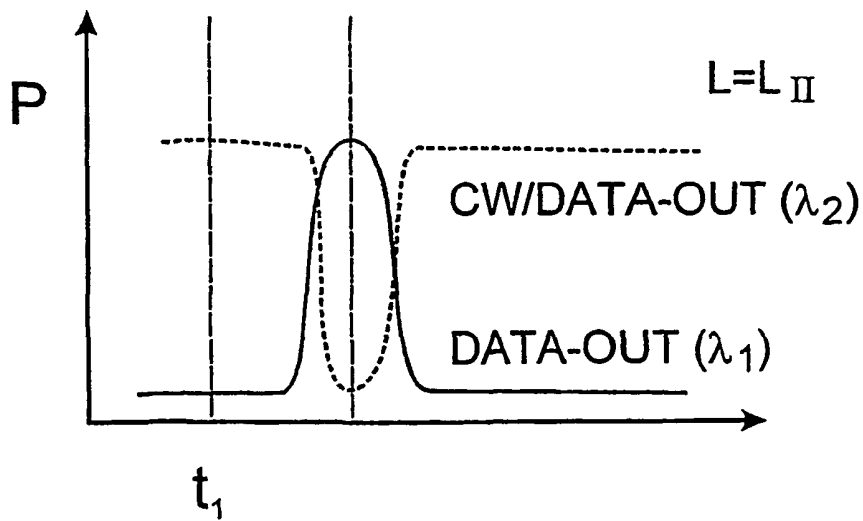 P
L=L II
CW/DATA-OUT (λ2)
DATA-OUT (λ1)
t1